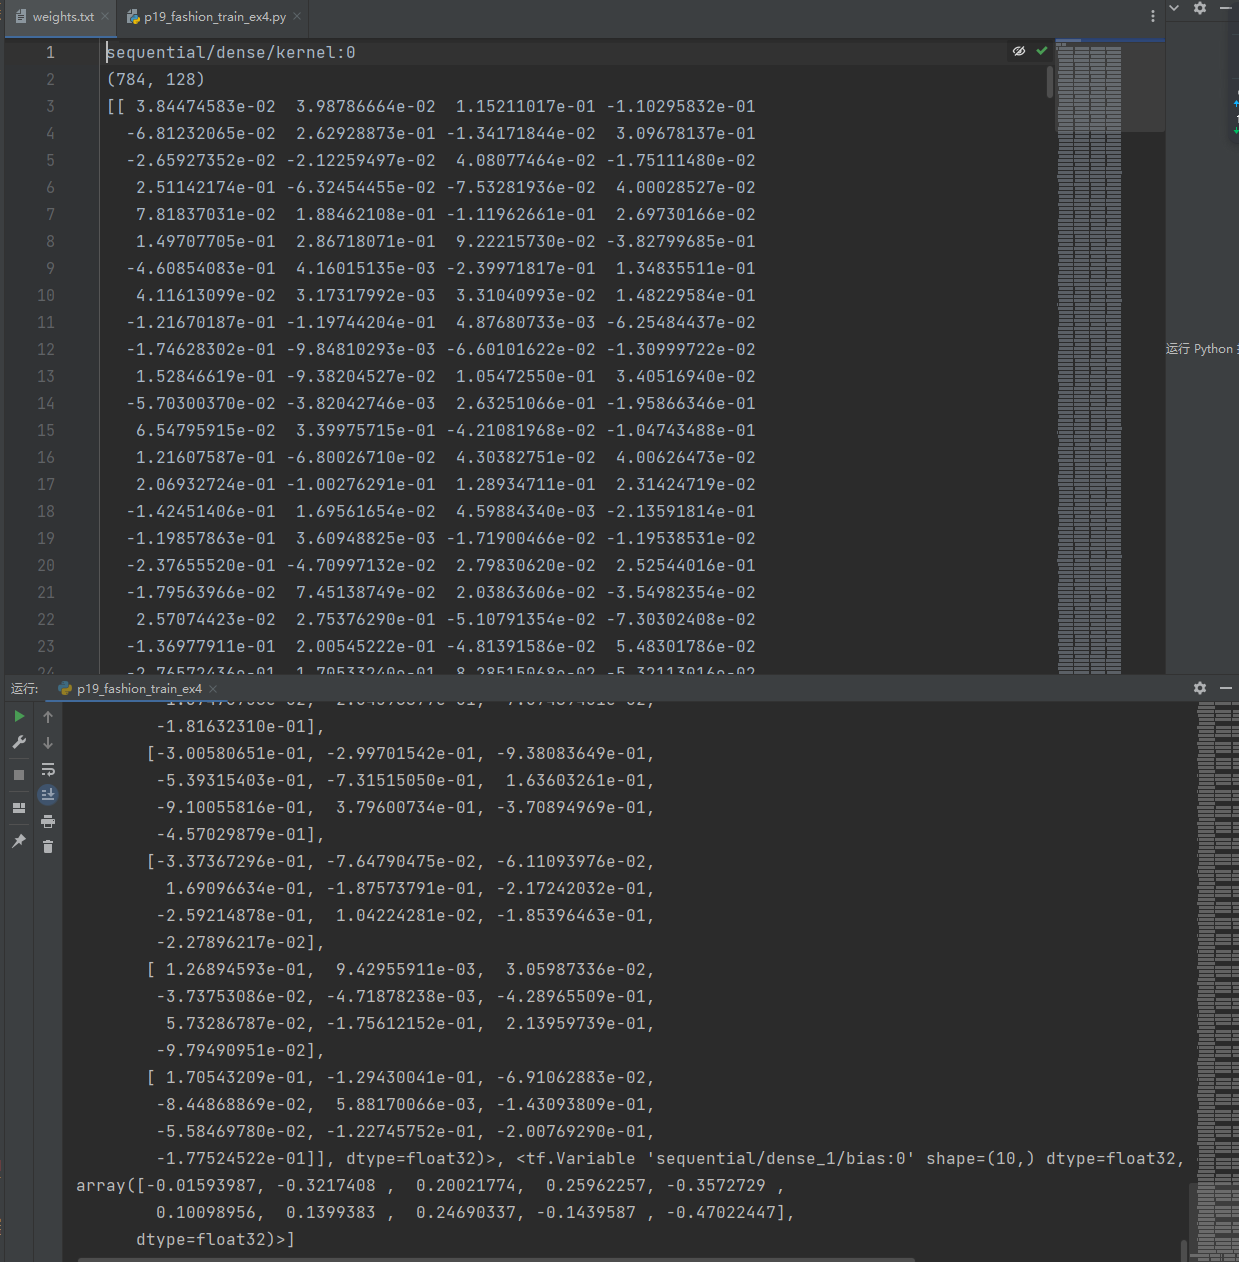 weights.txt
p19_fashion_train_ex4.py
1 sequential/dense/kernel:0
2 (784, 128)
3 [[ 3.84474583e-02  3.98786664e-02  1.15211017e-01 -1.10295832e-01
4 -6.81232065e-02  2.62928873e-01 -1.34171844e-02  3.09678137e-01
5 -2.65927352e-02 -2.12259497e-02  4.08077464e-02 -1.75111480e-02
6 2.51142174e-01 -6.32454455e-02 -7.53281936e-02  4.00028527e-02
7 7.81837031e-02  1.88462108e-01 -1.11962661e-01  2.69730166e-02
8 1.49707705e-01  2.86718071e-01  9.22215730e-02 -3.82799685e-01
9 -4.60854083e-01  4.16015135e-03 -2.39971817e-01  1.34835511e-01
10 4.11613099e-02  3.17317992e-03  3.31040993e-02  1.48229584e-01
11 -1.21670187e-01 -1.19744204e-01  4.87680733e-03 -6.25484437e-02
12 -1.74628302e-01 -9.84810293e-03 -6.60101622e-02 -1.30999722e-02
13 1.52846619e-01 -9.38204527e-02  1.05472550e-01  3.40516940e-02
14 -5.70300370e-02 -3.82042746e-03  2.63251066e-01 -1.95866346e-01
15 6.54795915e-02  3.39975715e-01 -4.21081968e-02 -1.04743488e-01
16 1.21607587e-01 -6.80026710e-02  4.30382751e-02  4.00626473e-02
17 2.06932724e-01 -1.00276291e-01  1.28934711e-01  2.31424719e-02
18 -1.42451406e-01  1.69561654e-02  4.59884340e-03 -2.13591814e-01
19 -1.19857863e-01  3.60948825e-03 -1.71900466e-02 -1.19538531e-02
20 -2.37655520e-01 -4.70997132e-02  2.79830620e-02  2.52544016e-01
21 -1.79563966e-02  7.45138749e-02  2.03863606e-02 -3.54982354e-02
22 2.57074423e-02  2.75376290e-01 -5.10791354e-02 -7.30302408e-02
23 -1.36977911e-01  2.00545222e-01 -4.81391586e-02  5.48301786e-02
24 -2.76572436e-01  1.70533240e-01  8.28515068e-02 -5.32113016e-02
运行 Python
运行: p19_fashion_train_ex4
-1.81632310e-01],
[-3.00580651e-01, -2.99701542e-01, -9.38083649e-01,
-5.39315403e-01, -7.31515050e-01,  1.63603261e-01,
-9.10055816e-01,  3.79600734e-01, -3.70894969e-01,
-4.57029879e-01],
[-3.37367296e-01, -7.64790475e-02, -6.11093976e-02,
1.69096634e-01, -1.87573791e-01, -2.17242032e-01,
-2.59214878e-01,  1.04224281e-02, -1.85396463e-01,
-2.27896217e-02],
[ 1.26894593e-01,  9.42955911e-03,  3.05987336e-02,
-3.73753086e-02, -4.71878238e-03, -4.28965509e-01,
5.73286787e-02, -1.75612152e-01,  2.13959739e-01,
-9.79490951e-02],
[ 1.70543209e-01, -1.29430041e-01, -6.91062883e-02,
-8.44868869e-02,  5.88170066e-03, -1.43093809e-01,
-5.58469780e-02, -1.22745752e-01, -2.00769290e-01,
-1.77524522e-01]], dtype=float32)>, <tf.Variable 'sequential/dense_1/bias:0' shape=(10,) dtype=float32,
array([-0.01593987, -0.3217408 ,  0.20021774,  0.25962257, -0.3572729 ,
0.10098956,  0.1399383 ,  0.24690337, -0.1439587 , -0.47022447],
dtype=float32)>]